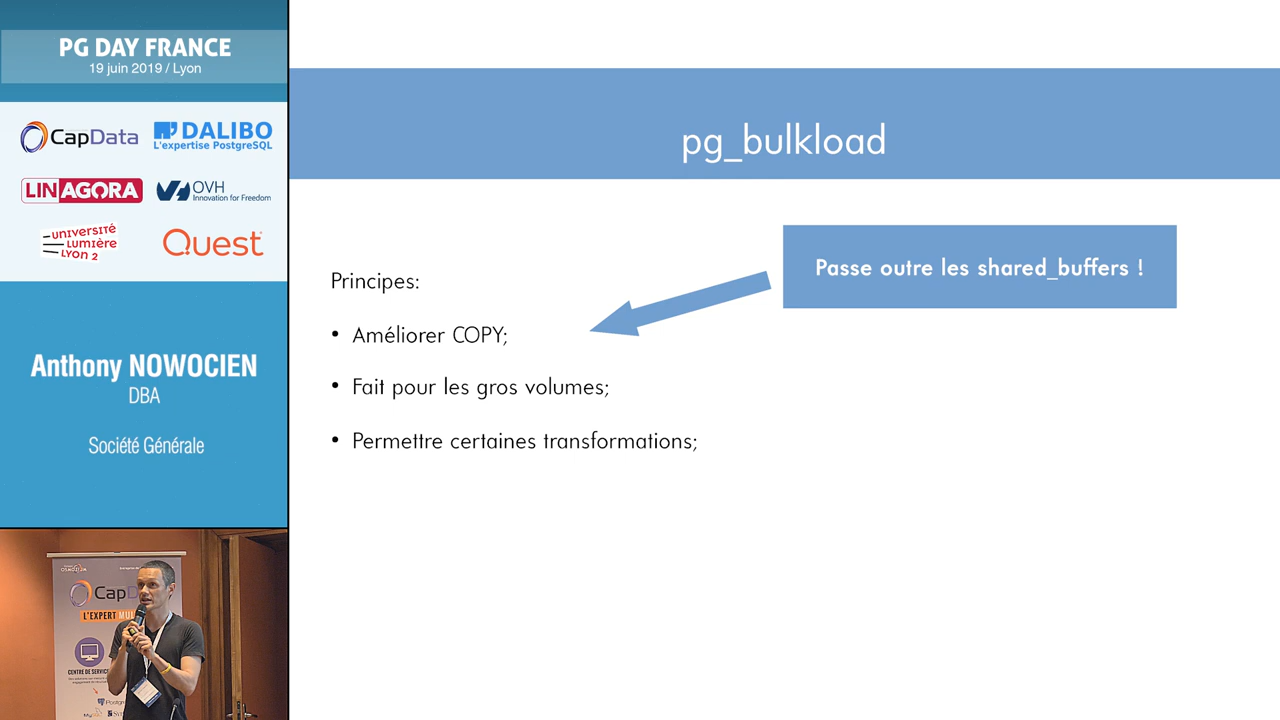 PG DAY FRANCE
19 juin 2019 / Lyon
CapData
DALIBO
L'expertise PostgreSQL
LINAGORA
OVH
Innovation for Freedom
UNIVERSITÉ
LUMIÈRE
LYON 2
Quest
Anthony NOWOCIEN
DBA
Société Générale
CapD
L'EXPERT MU
CENTRE DE SERVIC
pg_bulkload
Passe outre les shared_buffers !
Principes:
• Améliorer COPY;
• Fait pour les gros volumes;
• Permettre certaines transformations;